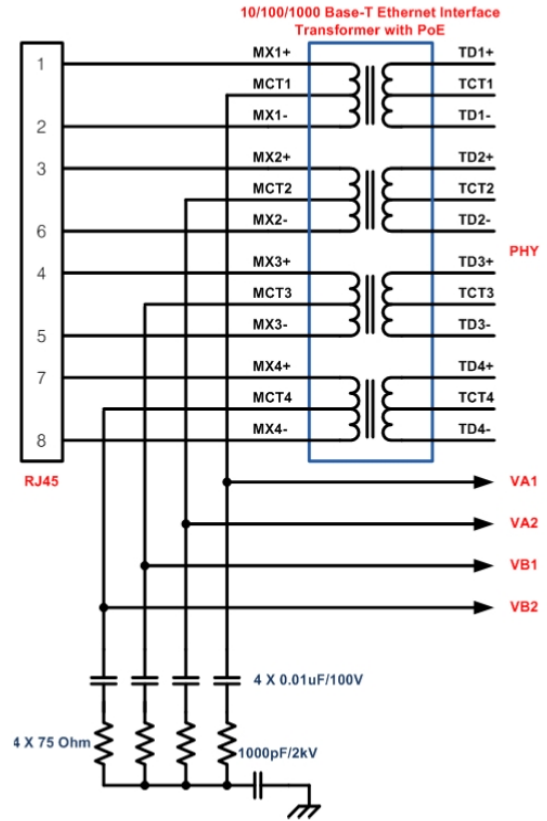 10/100/1000 Base-T Ethernet Interface
Transformer with PoE
1 MX1+ TD1+
MCT1 TCT1
2 MX1- TD1-
3 MX2+ TD2+
MCT2 TCT2
6 MX2- TD2-
PHY
4 MX3+ TD3+
MCT3 TCT3
5 MX3- TD3-
7 MX4+ TD4+
MCT4 TCT4
8 MX4- TD4-
RJ45 VA1
VA2
VB1
VB2
4 X 0.01uF/100V
4 X 75 Ohm
1000pF/2kV